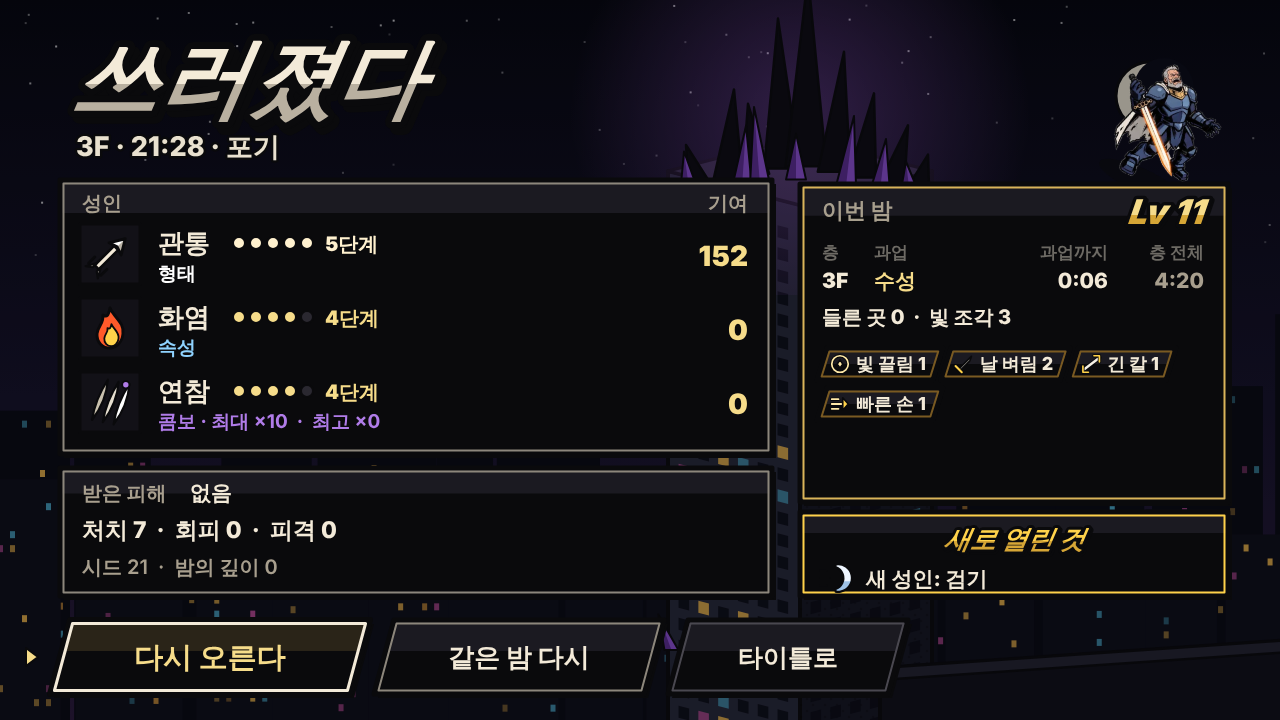 쓰러졌다
3F · 21:28 · 포기
성인 기여
관통 5단계 152
형태
화염 4단계 0
속성
연참 4단계 0
콤보 · 최대 ×10 · 최고 ×0
받은 피해 없음
처치 7 · 회피 0 · 피격 0
시드 21 · 밤의 깊이 0
이번 밤 Lv 11
층 과업 과업까지 층 전체
3F 수성 0:06 4:20
들른 곳 0 · 빛 조각 3
빛 끌림 1 날 벼림 2 긴 칼 1
빠른 손 1
새로 열린 것
새 성인: 검기
다시 오른다 같은 밤 다시 타이틀로